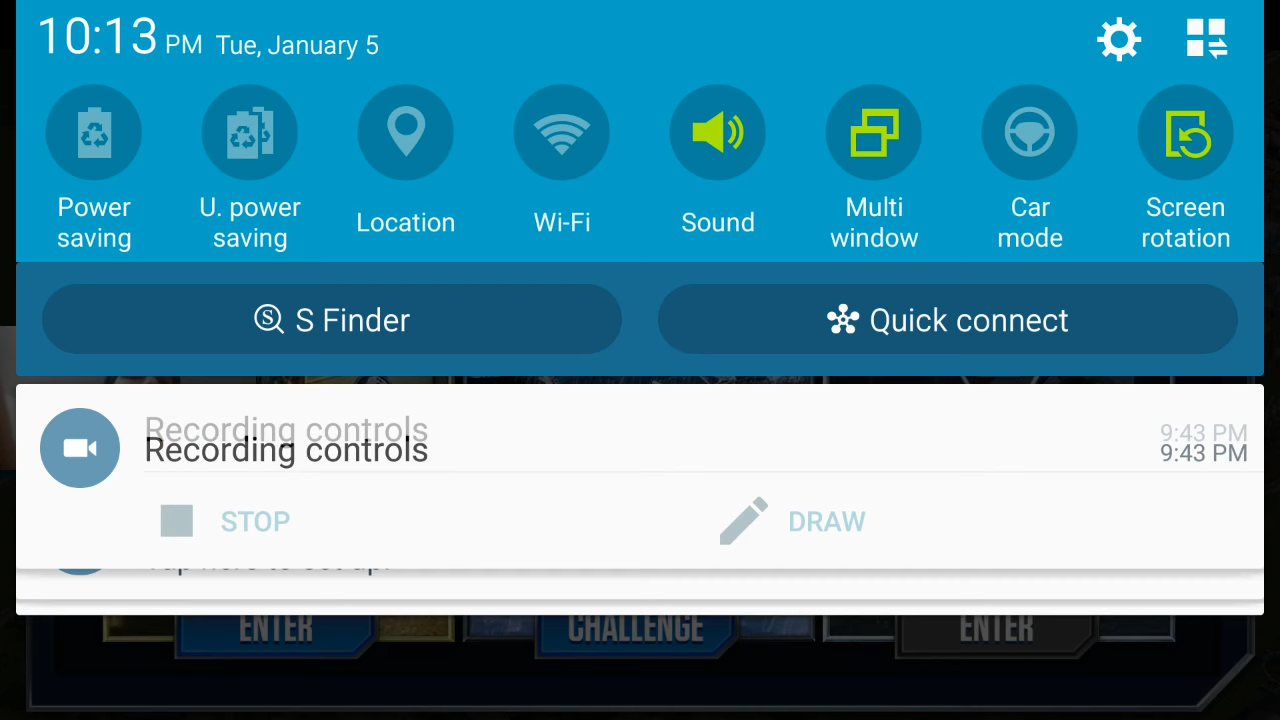 10:13 PM Tue, January 5
Power saving
U. power saving
Location
Wi-Fi
Sound
Multi window
Car mode
Screen rotation
S Finder
Quick connect
Recording controls 9:43 PM
Recording controls 9:43 PM
STOP
DRAW
ENTER
CHALLENGE
ENTER